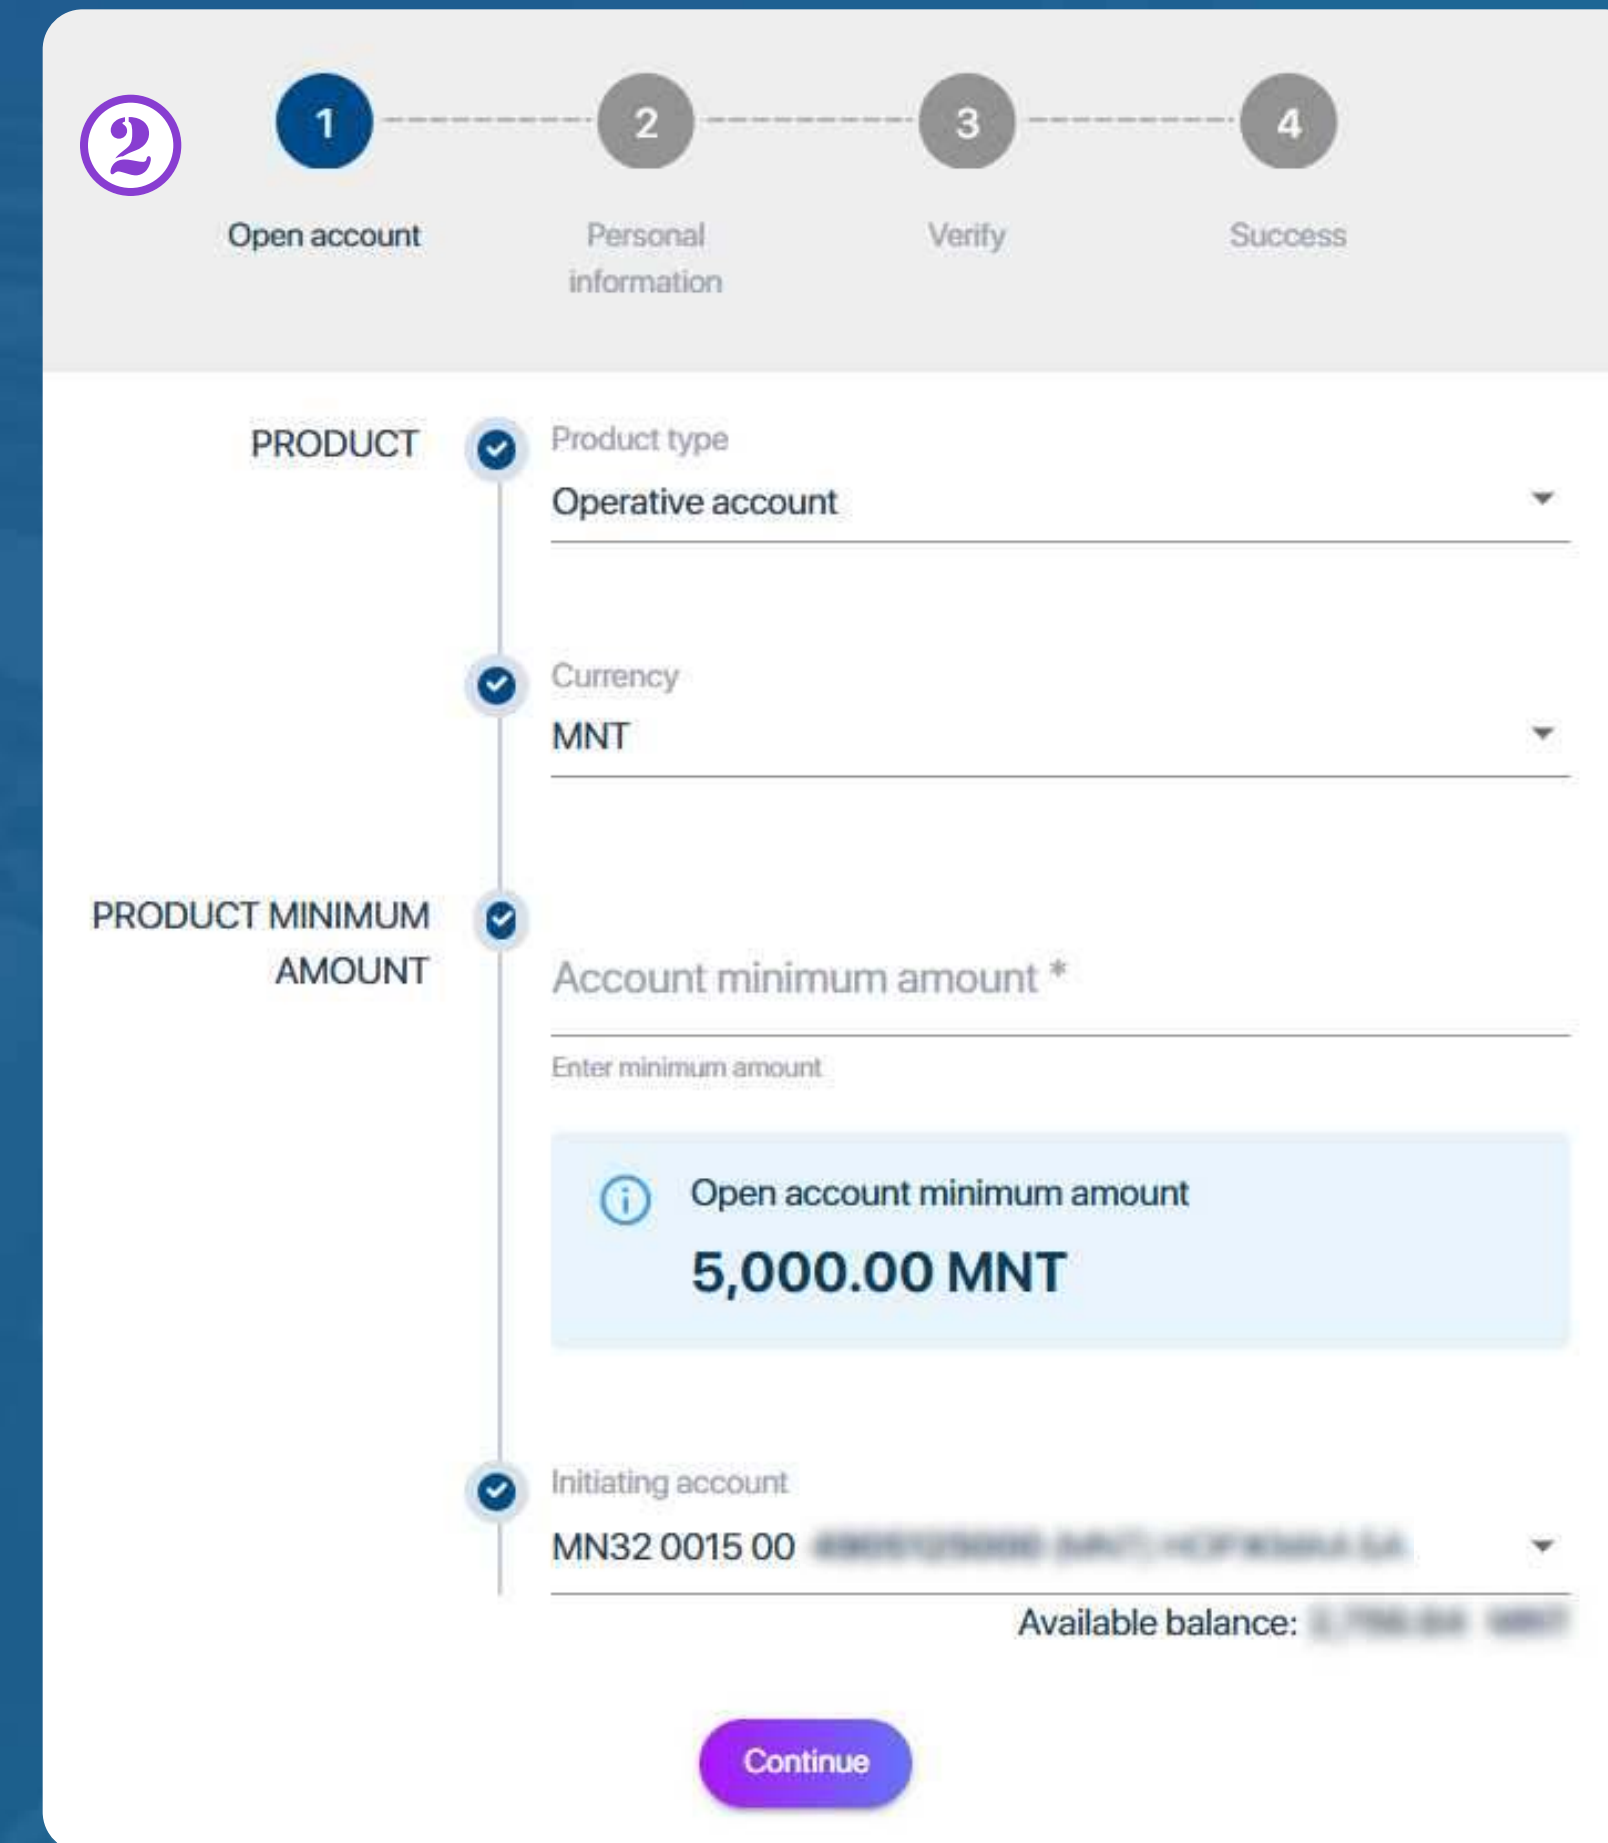 2
1
2
3
4
Open account
Personal
information
Verify
Success
PRODUCT
Product type
Operative account
Currency
MNT
PRODUCT MINIMUM
AMOUNT
Account minimum amount *
Enter minimum amount
Open account minimum amount
5,000.00 MNT
Initiating account
MN32 0015 00
Available balance:
Continue